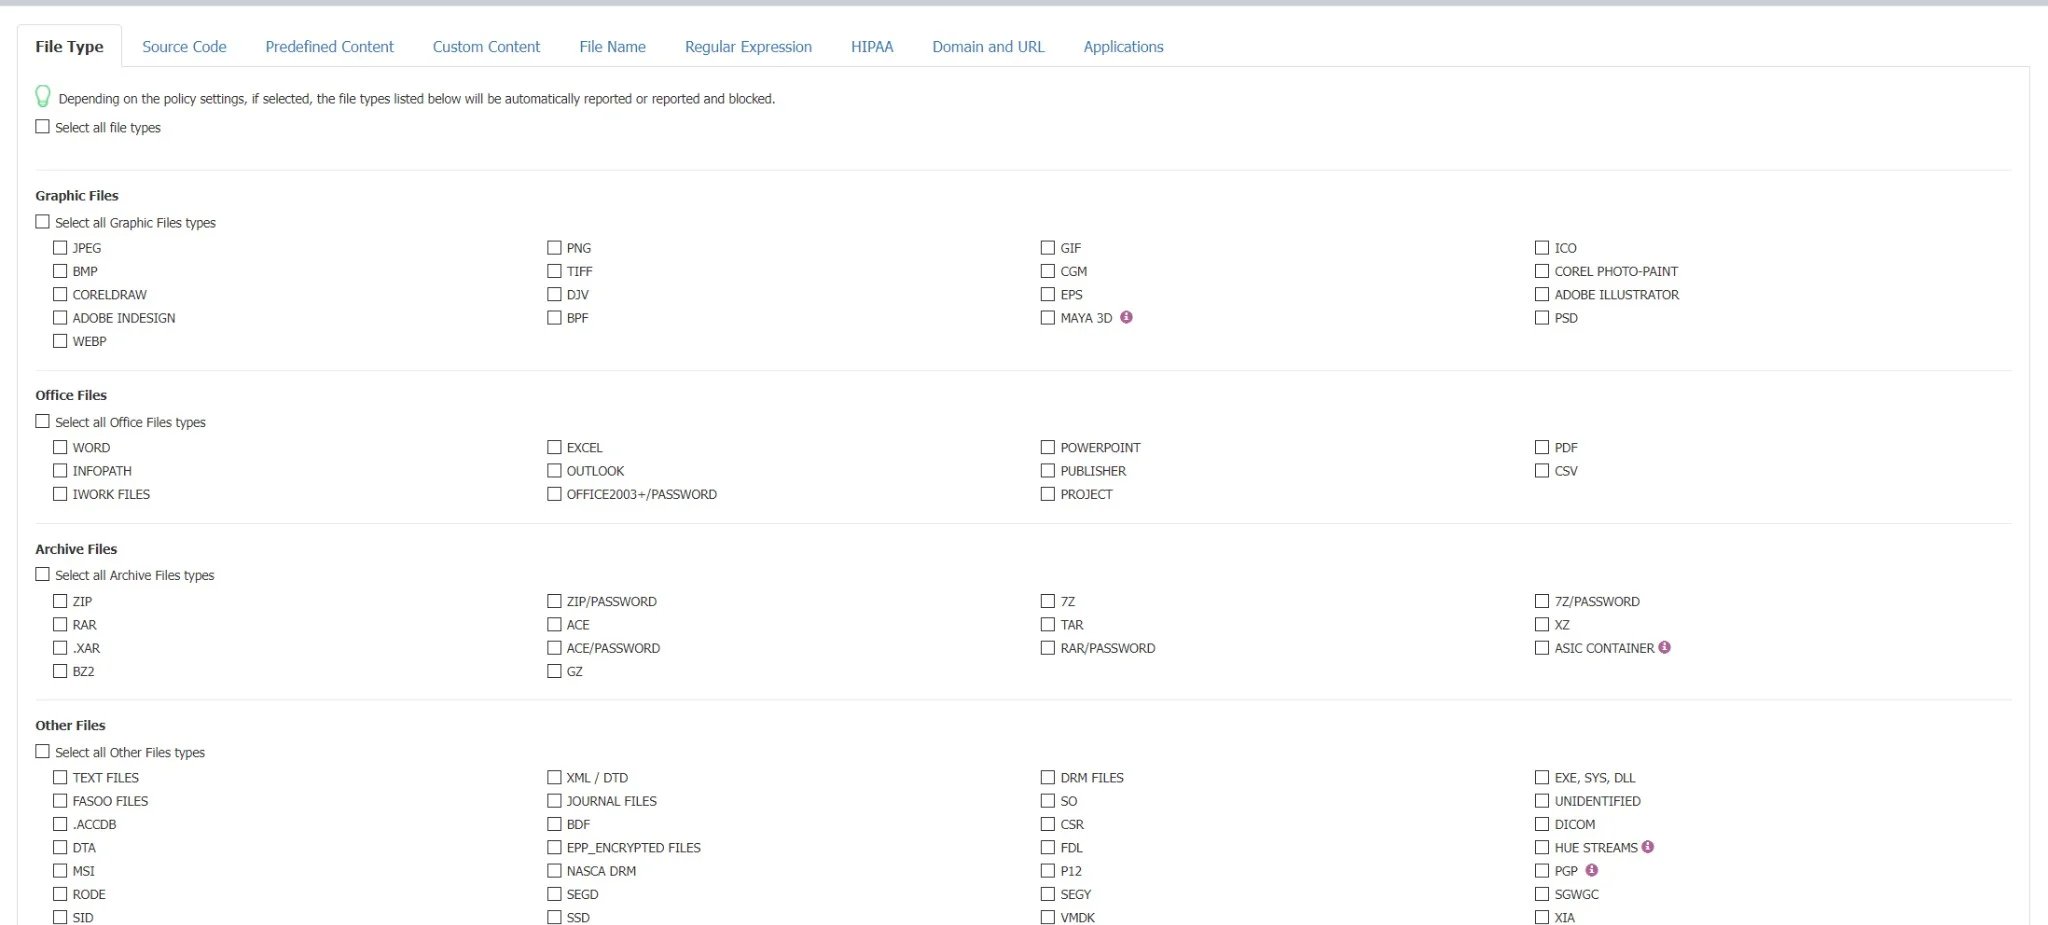 File Type Source Code Predefined Content Custom Content File Name Regular Expression HIPAA Domain and URL Applications
Depending on the policy settings, if selected, the file types listed below will be automatically reported or reported and blocked.
Select all file types
Graphic Files
Select all Graphic Files types
JPEG PNG GIF ICO
BMP TIFF CGM COREL PHOTO-PAINT
CORELDRAW DJV EPS ADOBE ILLUSTRATOR
ADOBE INDESIGN BPF MAYA 3D PSD
WEBP
Office Files
Select all Office Files types
WORD EXCEL POWERPOINT PDF
INFOPATH OUTLOOK PUBLISHER CSV
IWORK FILES OFFICE2003+/PASSWORD PROJECT
Archive Files
Select all Archive Files types
ZIP ZIP/PASSWORD 7Z 7Z/PASSWORD
RAR ACE TAR XZ
.XAR ACE/PASSWORD RAR/PASSWORD ASIC CONTAINER
BZ2 GZ
Other Files
Select all Other Files types
TEXT FILES XML / DTD DRM FILES EXE, SYS, DLL
FASOO FILES JOURNAL FILES SO UNIDENTIFIED
.ACCDB BDF CSR DICOM
DTA EPP_ENCRYPTED FILES FDL HUE STREAMS
MSI NASCA DRM P12 PGP
RODE SEGD SEGY SGWGC
SID SSD VMDK XIA